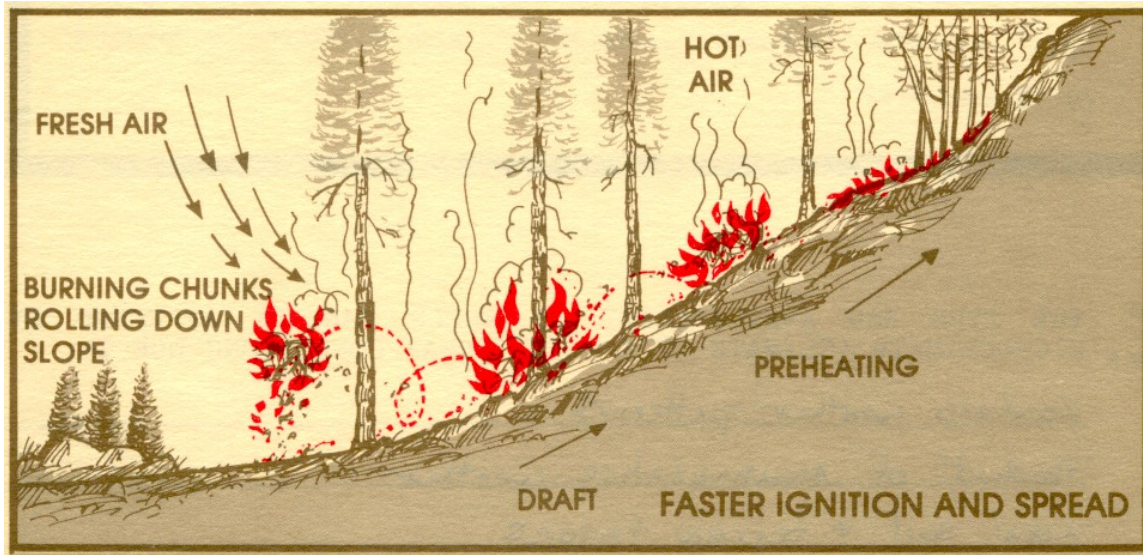 HOT
AIR
FRESH AIR
BURNING CHUNKS
ROLLING DOWN
SLOPE
PREHEATING
DRAFT
FASTER IGNITION AND SPREAD